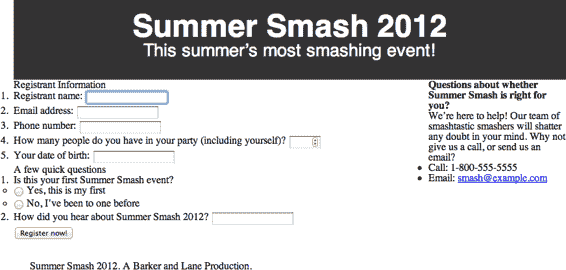 Summer Smash 2012
This summer's most smashing event!
Registrant Information
1. Registrant name:
2. Email address:
3. Phone number:
4. How many people do you have in your party (including yourself)?
5. Your date of birth:
A few quick questions
1. Is this your first Summer Smash event?
Yes, this is my first
No, I've been to one before
2. How did you hear about Summer Smash 2012?
Register now!
Questions about whether
Summer Smash is right for
you?
We're here to help! Our team of
smashtastic smashers will shatter
any doubt in your mind. Why not
give us a call, or send us an
email?
• Call: 1-800-555-5555
• Email: smash@example.com
Summer Smash 2012. A Barker and Lane Production.